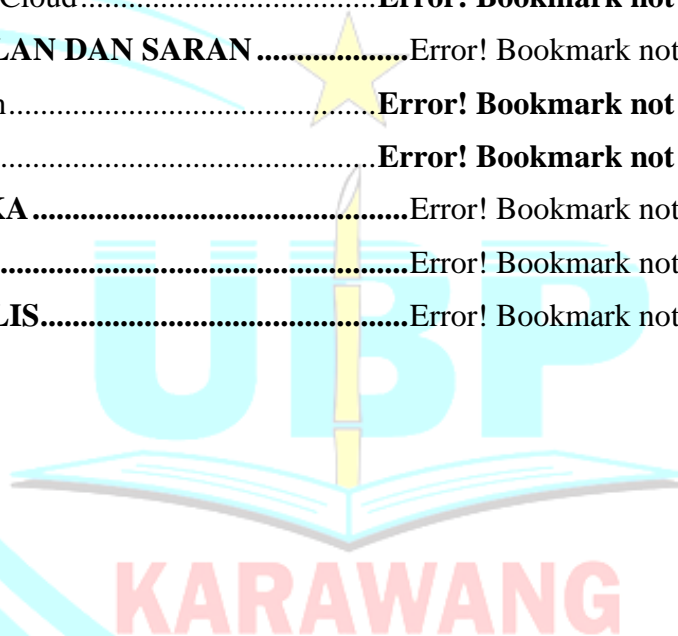 Cloud......................................Error! Bookmark not
LAN DAN SARAN...................Error! Bookmark not
n..............................................Error! Bookmark not
...............................................Error! Bookmark not
KA...............................................Error! Bookmark not
...................................................Error! Bookmark not
LIS..............................................Error! Bookmark not
UBP
KARAWANG